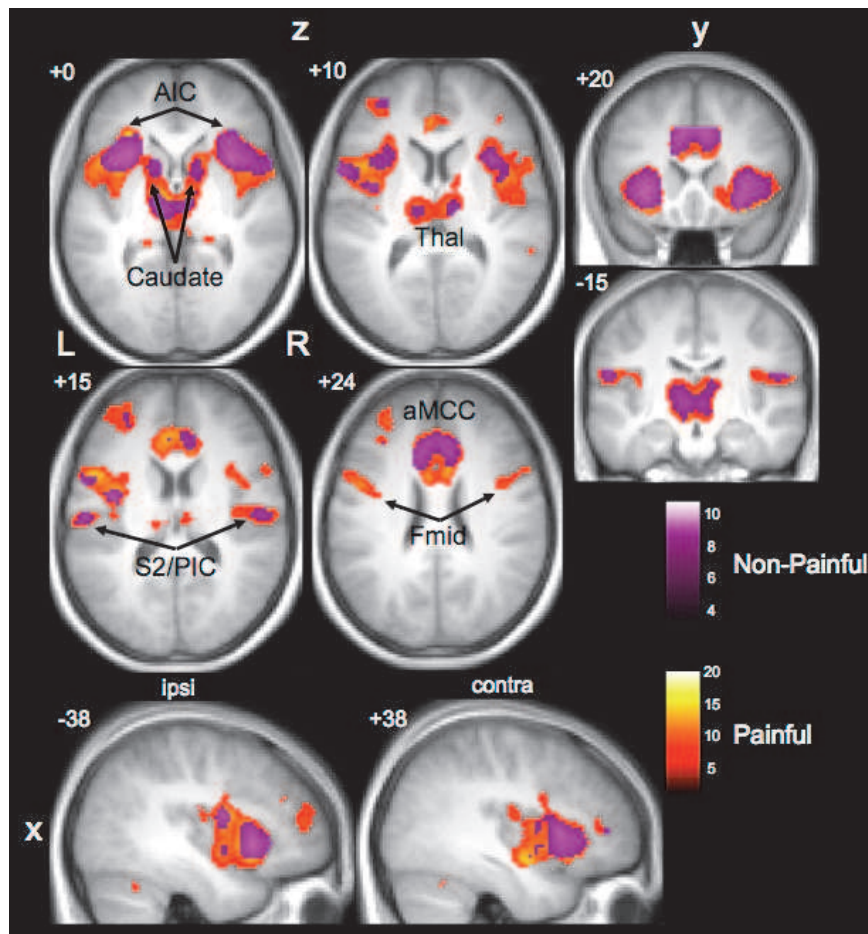 z
y
+0
+10
+20
AIC
Thal
Caudate
-15
L
R
+15
+24
aMCC
S2/PIC
Fmid
10
8
6
4
Non-Painful
ipsi
contra
20
15
10
5
Painful
-38
+38
x